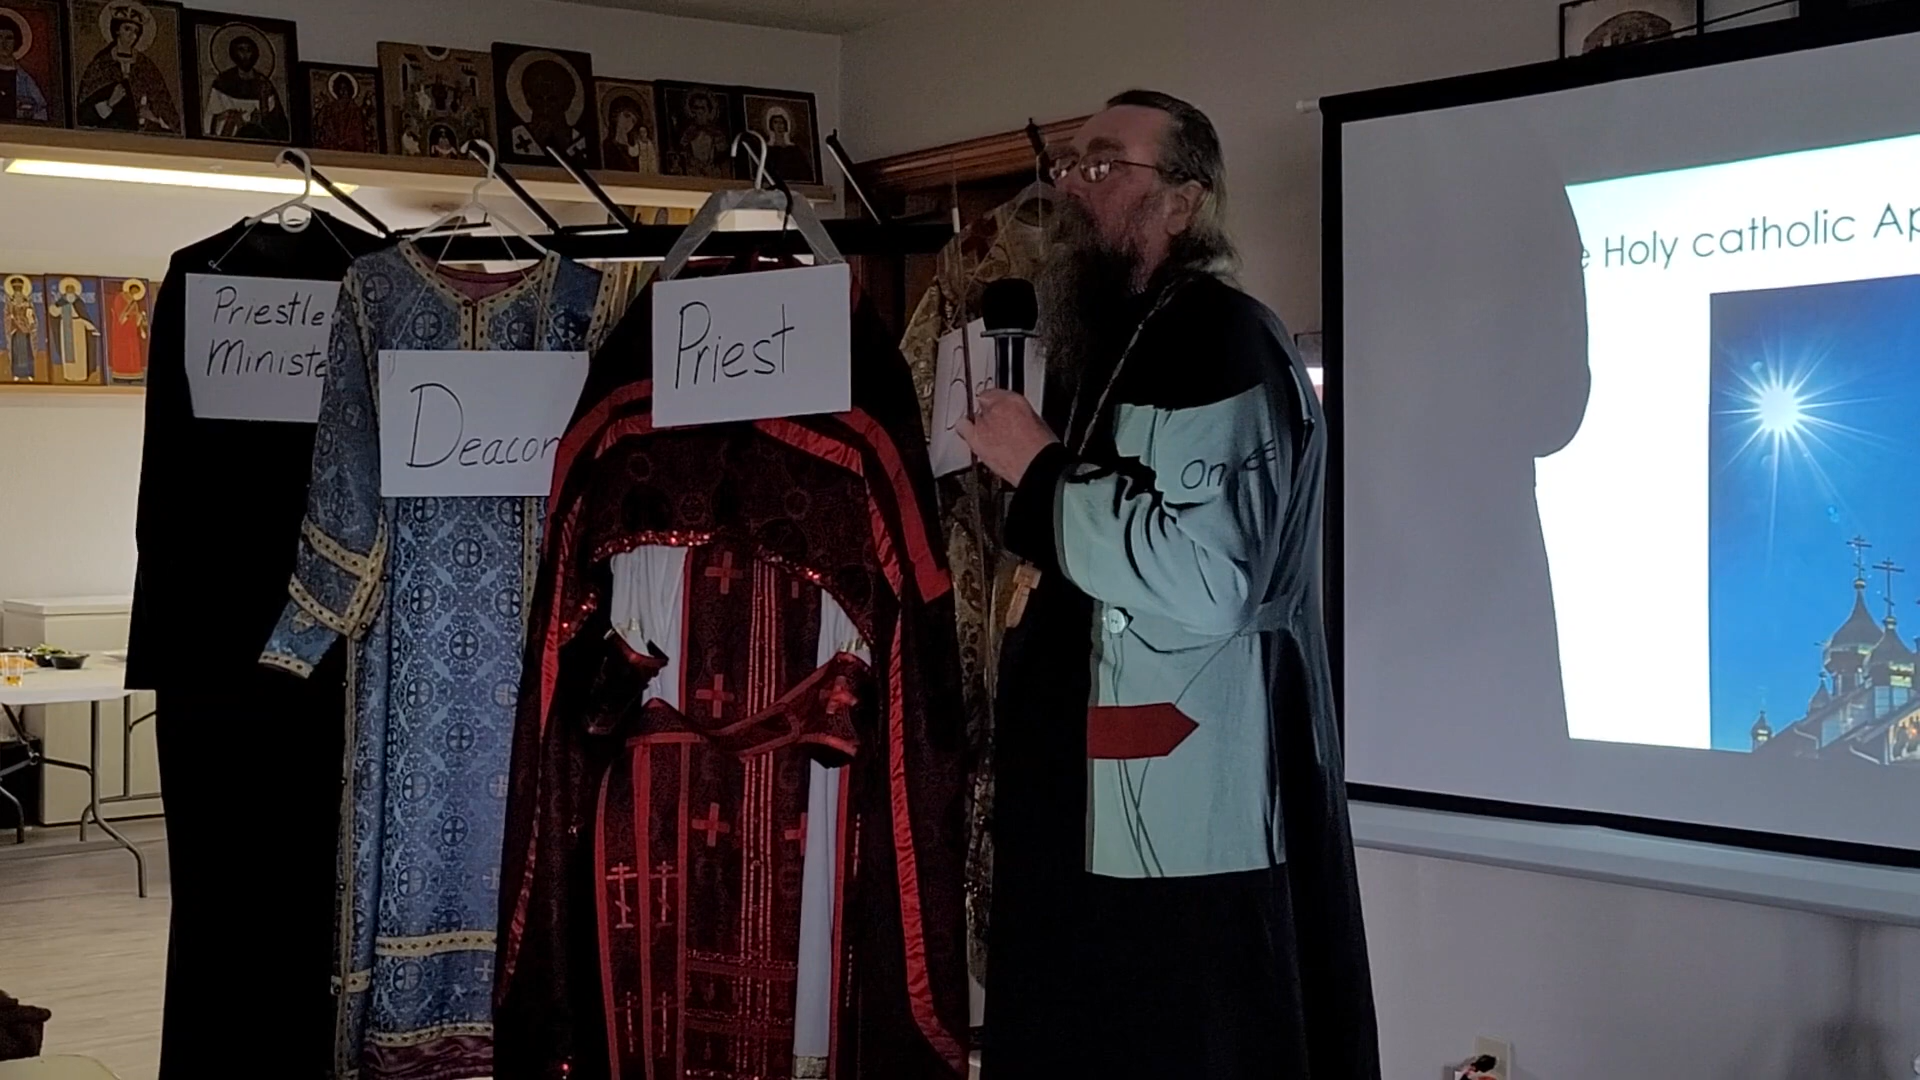 Priestle
Ministe
Deacon
Priest
On
e Holy catholic Ap